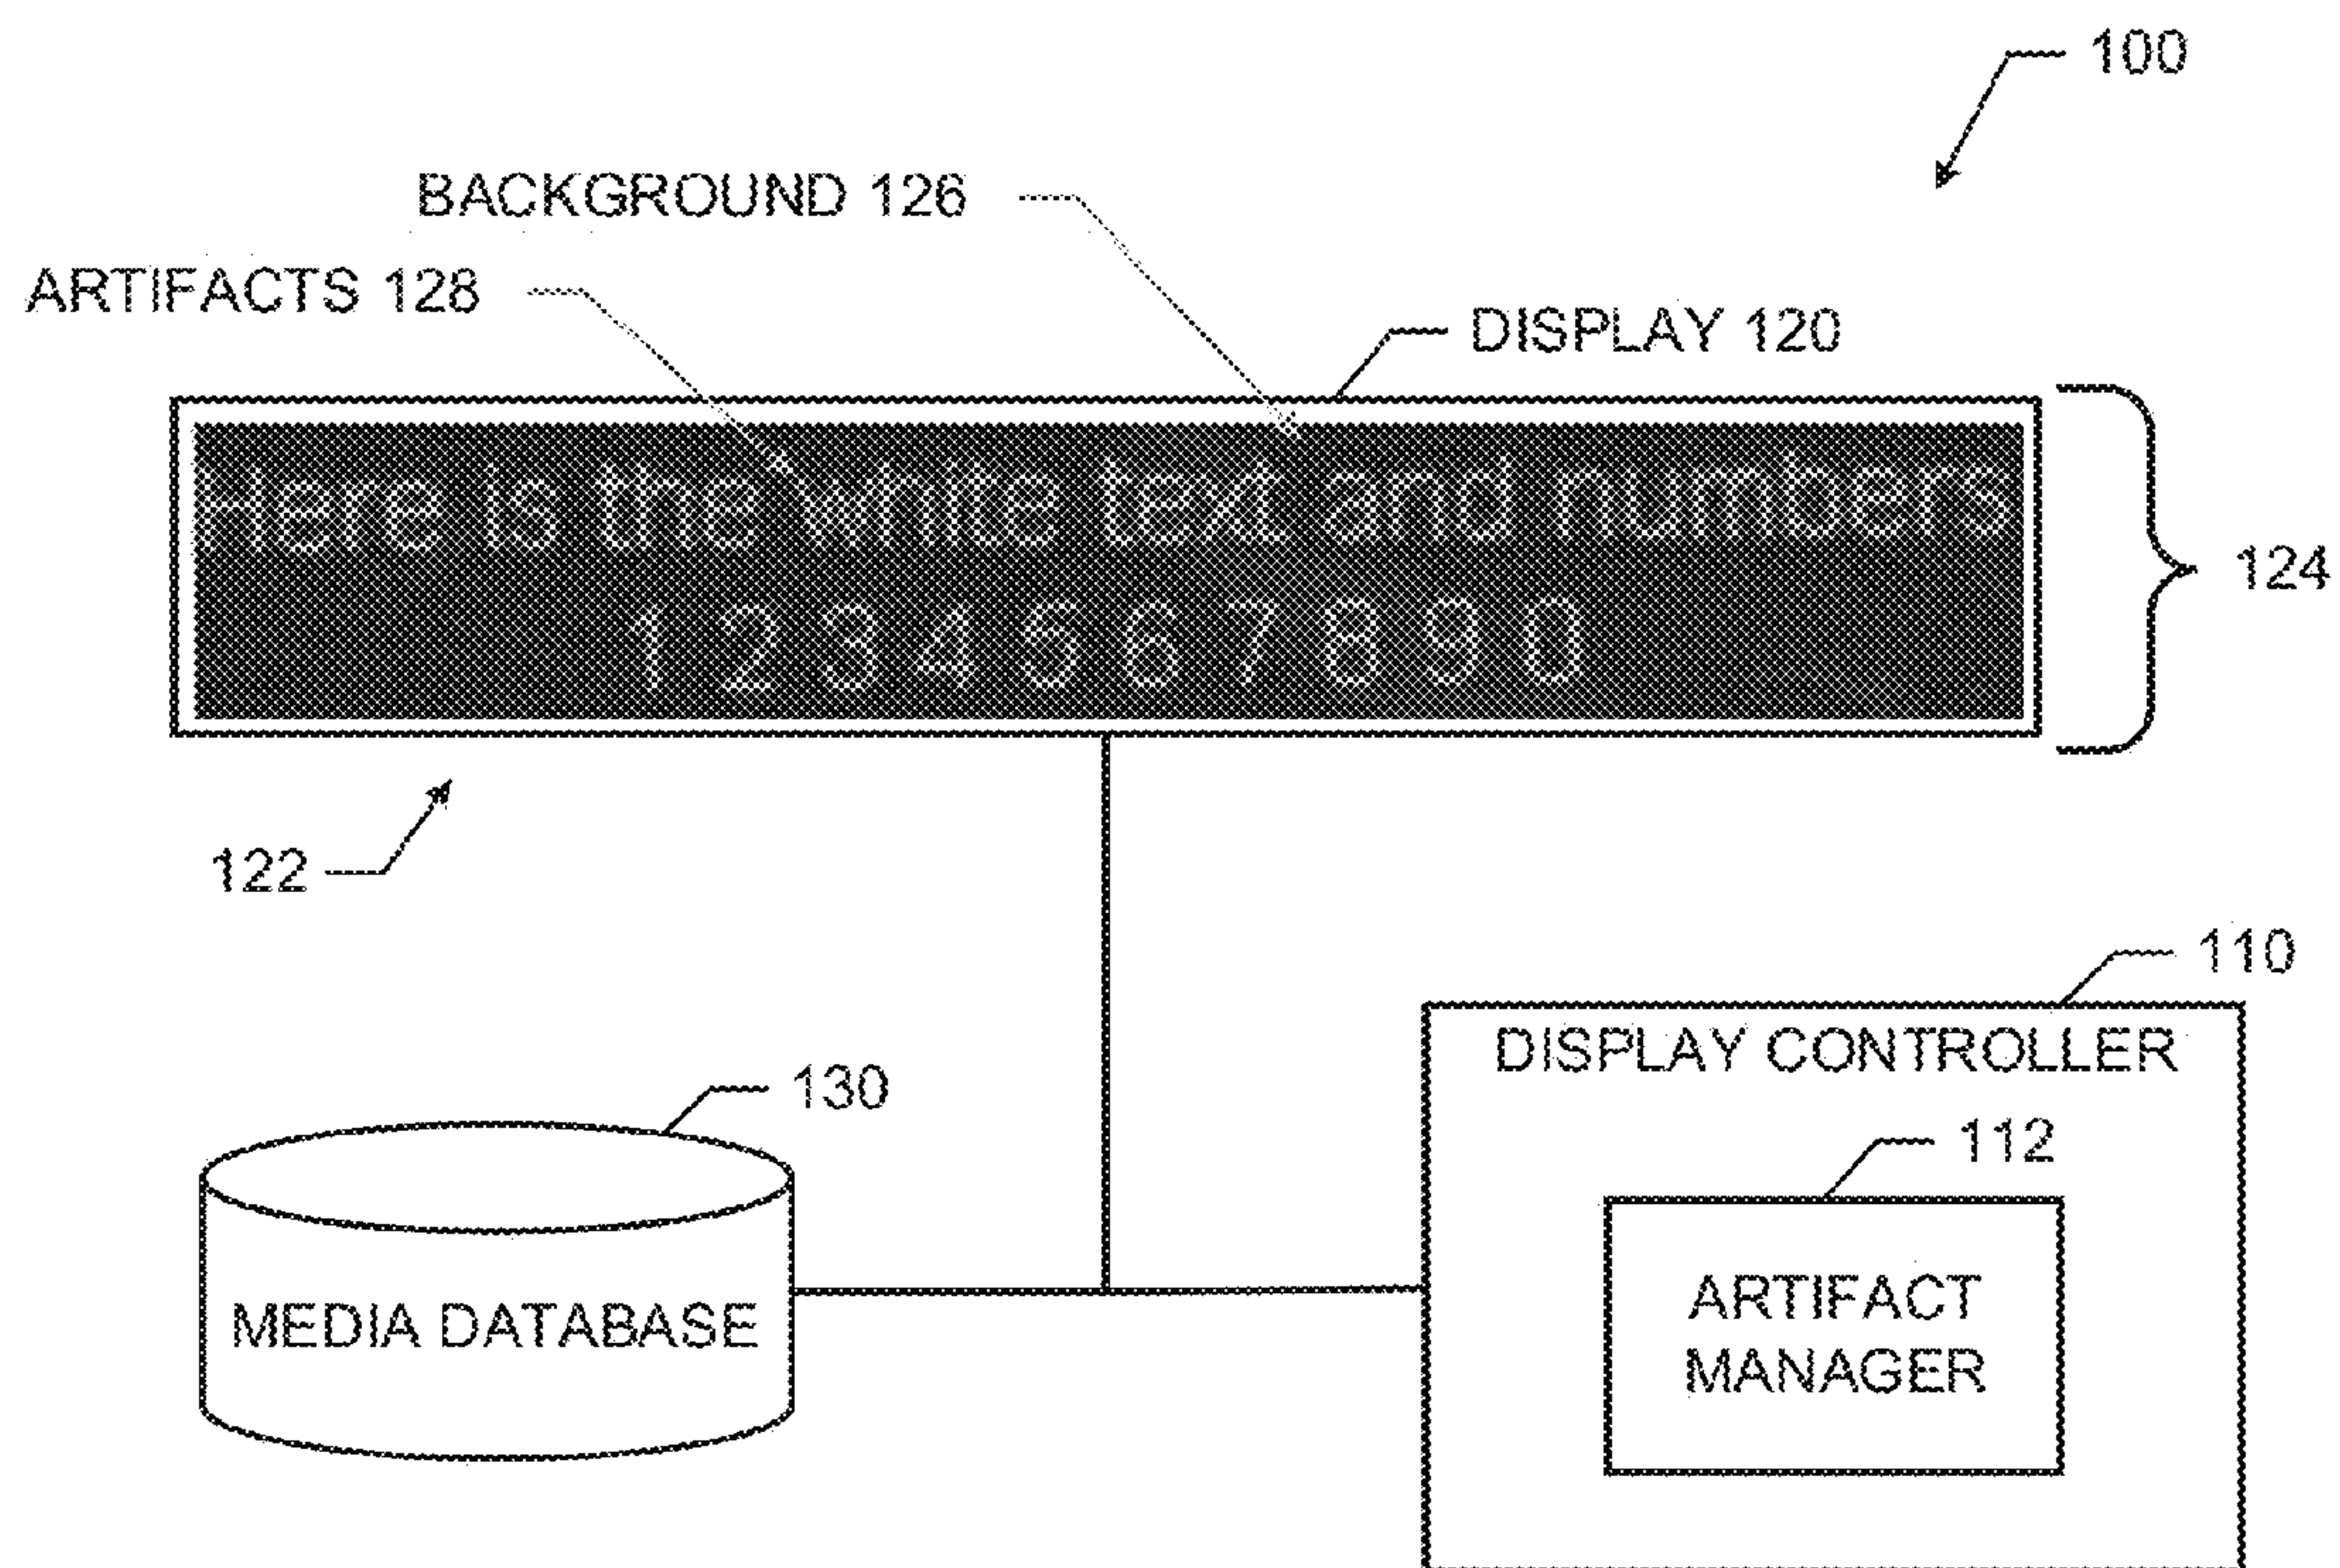 100
BACKGROUND 126
ARTIFACTS 128
DISPLAY 120
Here is the white text and numbers
124
1 2 3 4 5 6 7 8 9 0
122
110
DISPLAY CONTROLLER
130
112
MEDIA DATABASE
ARTIFACT
MANAGER